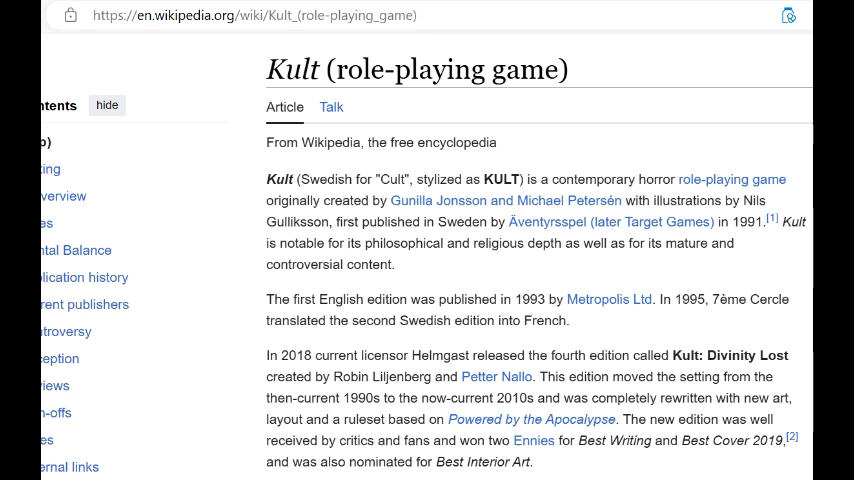 https://en.wikipedia.org/wiki/Kult_(role-playing_game)
Kult (role-playing game)
ntents hide
Article Talk
p)
From Wikipedia, the free encyclopedia
ting
verview
es
ntal Balance
lication history
rent publishers
troversy
ception
views
n-offs
es
ernal links
Kult (Swedish for "Cult", stylized as KULT) is a contemporary horror role-playing game
originally created by Gunilla Jonsson and Michael Petersén with illustrations by Nils
Gulliksson, first published in Sweden by Äventyrsspel (later Target Games) in 1991.[1] Kult
is notable for its philosophical and religious depth as well as for its mature and
controversial content.
The first English edition was published in 1993 by Metropolis Ltd. In 1995, 7ème Cercle
translated the second Swedish edition into French.
In 2018 current licensor Helmgast released the fourth edition called Kult: Divinity Lost
created by Robin Liljenberg and Petter Nallo. This edition moved the setting from the
then-current 1990s to the now-current 2010s and was completely rewritten with new art,
layout and a ruleset based on Powered by the Apocalypse. The new edition was well
received by critics and fans and won two Ennies for Best Writing and Best Cover 2019,[2]
and was also nominated for Best Interior Art.